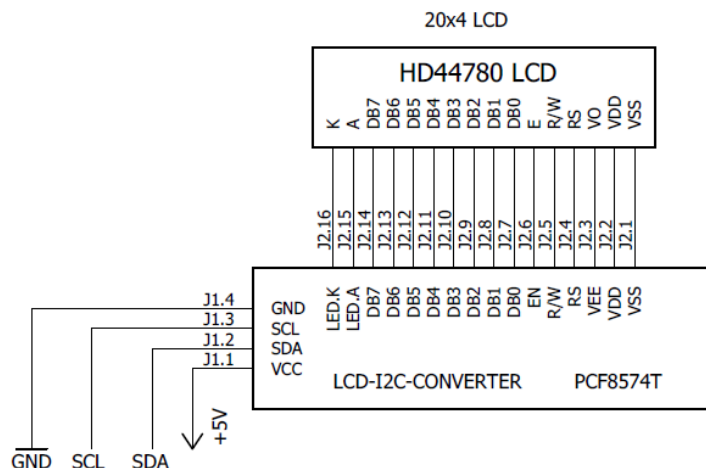 20x4 LCD
HD44780 LCD
K A DB7 DB6 DB5 DB4 DB3 DB2 DB1 DB0 E R/W RS VO VDD VSS
J2.16 J2.15 J2.14 J2.13 J2.12 J2.11 J2.10 J2.9 J2.8 J2.7 J2.6 J2.5 J2.4 J2.3 J2.2 J2.1
LED.K LED.A DB7 DB6 DB5 DB4 DB3 DB2 DB1 DB0 EN R/W RS VEE VDD VSS
J1.4 GND
J1.3 SCL
J1.2 SDA
J1.1 VCC
LCD-I2C-CONVERTER PCF8574T
+5V
GND SCL SDA